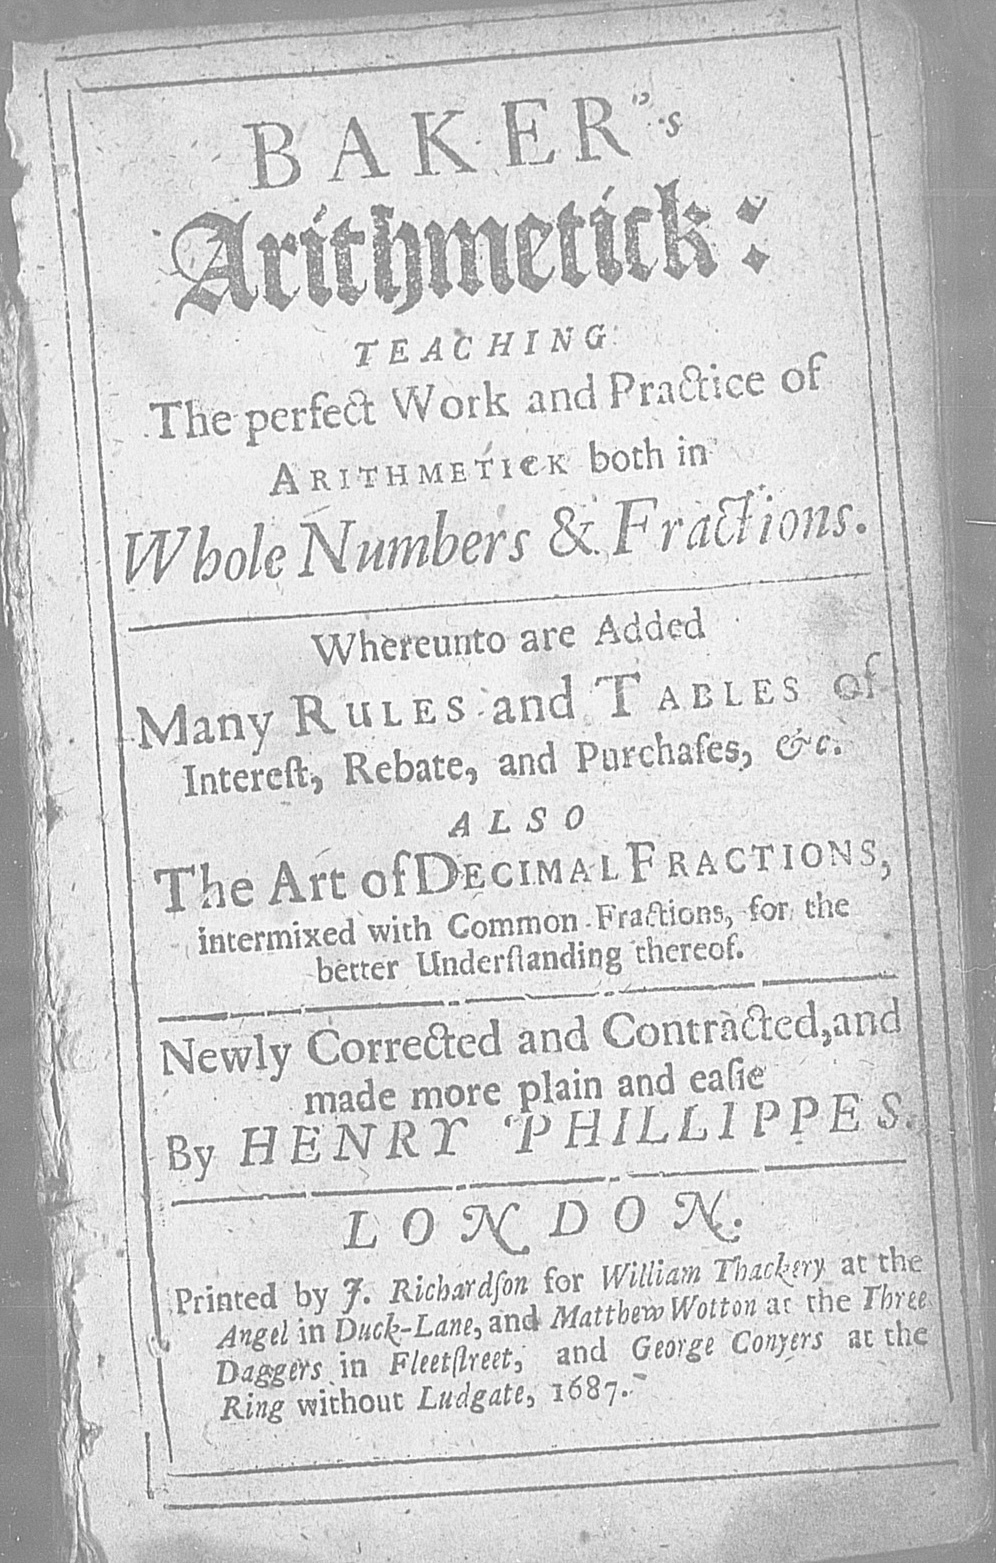 BAKER's
Arithmetick:
TEACHING
The perfect Work and Practice of
ARITHMETICK both in
Whole Numbers & Fractions.
Whereunto are Added
Many RULES and TABLES of
Intereſt, Rebate, and Purchaſes, &c.
ALSO
The Art of DECIMAL FRACTIONS,
intermixed with Common Fractions, for the
better Underſtanding thereof.
Newly Corrected and Contracted, and
made more plain and eaſie
By HENRY PHILLIPPES.
LONDON.
Printed by J. Richardſon for William Thackery at the
Angel in Duck-Lane, and Matthew Wotton at the Three
Daggers in Fleetſtreet, and George Conyers at the
Ring without Ludgate, 1687.